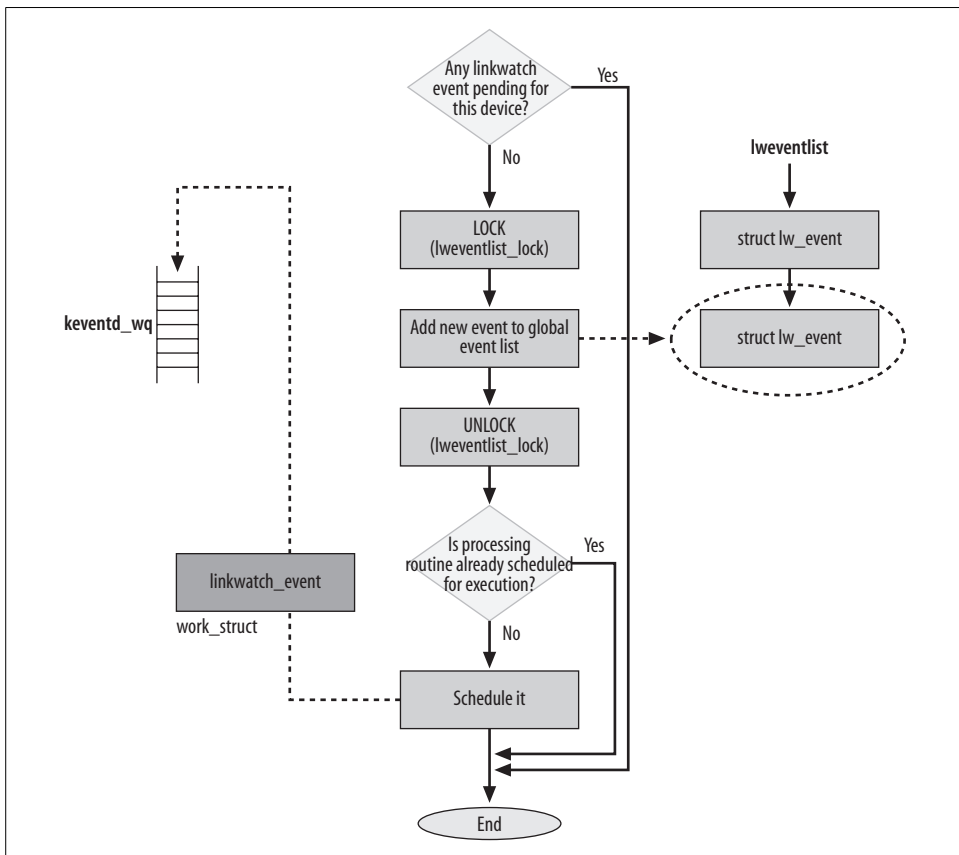 Any linkwatch
event pending for
this device?
Yes
No
lweventlist
LOCK
(lweventlist_lock)
struct lw_event
keventd_wq
Add new event to global
event list
struct lw_event
UNLOCK
(lweventlist_lock)
Is processing
routine already scheduled
for execution?
Yes
linkwatch_event
work_struct
No
Schedule it
End